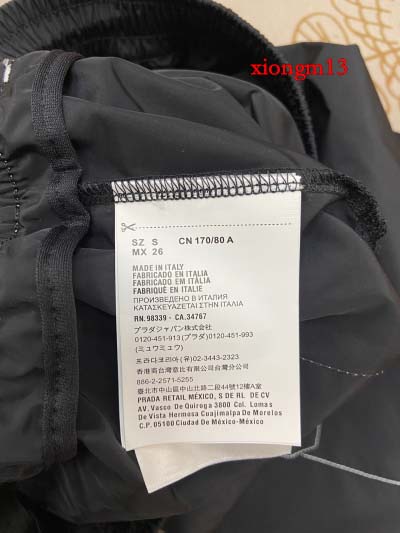 xiongm13
SZ S CN 170/80 A
MX 26
MADE IN ITALY
FABRICADO EN ITALIA
FABRICADO EM ITÁLIA
FABRIQUÉ EN ITALIE
ПРОИЗВЕДЕНО В ИТАЛИЯ
ΚΑΤΑΣΚΕΥΑΖΕΤΑΙ ΣΤΗΝ ΙΤΑΛΙΑ
RN. 98339 - CA.34767
プラダジャパン株式会社
0120-451-913(プラダ)0120-451-993
(ミュウミュウ)
프라다코리아(유)02-3443-2323
香港商台灣意比有限公司台灣分公司
886-2-2571-5255
臺北市中山區中山北路二段44號12樓A室
PRADA RETAIL MÉXICO, S DE RL DE CV
AV. Vasco De Quiroga 3800 Col. Lomas
De Vista Hermosa Cuajimalpa De Morelos
C.P. 05100 Ciudad De México-México